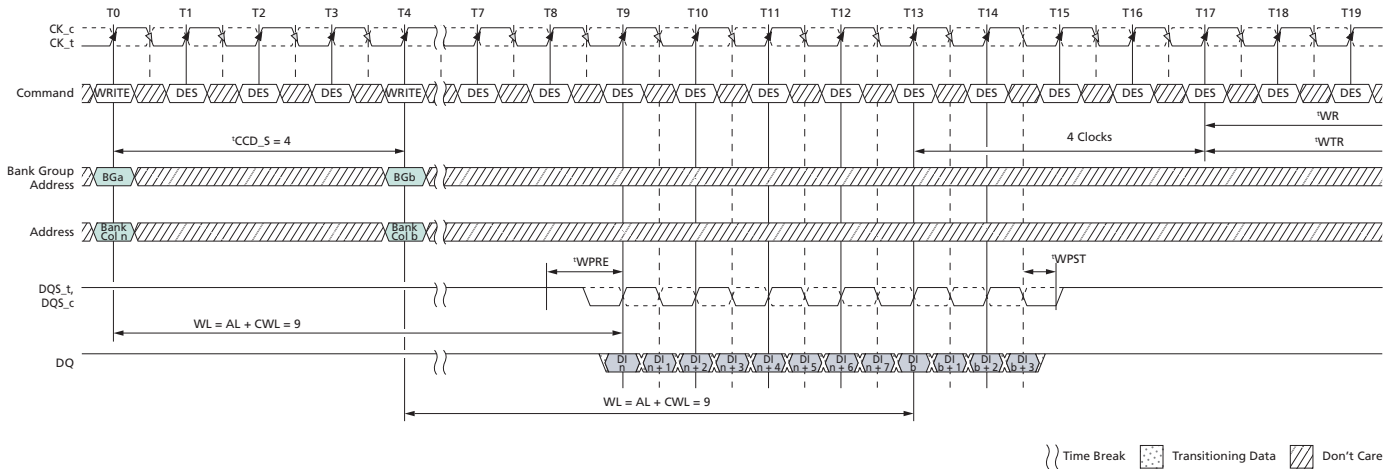 T0 T1 T2 T3 T4 T7 T8 T9 T10 T11 T12 T13 T14 T15 T16 T17 T18 T19
CK_c
CK_t
Command WRITE DES DES DES WRITE DES DES DES DES DES DES DES DES DES DES DES DES DES
tWR
tCCD_S = 4
4 Clocks
tWTR
Bank Group
Address
BGa
BGb
Address
Bank
Col n
Bank
Col b
tWPRE
tWPST
DQS_t,
DQS_c
WL = AL + CWL = 9
DQ
DI
n
DI
n + 1
DI
n + 2
DI
n + 3
DI
n + 4
DI
n + 5
DI
n + 6
DI
n + 7
DI
b
DI
b + 1
DI
b + 2
DI
b + 3
WL = AL + CWL = 9
Time Break Transitioning Data Don't Care